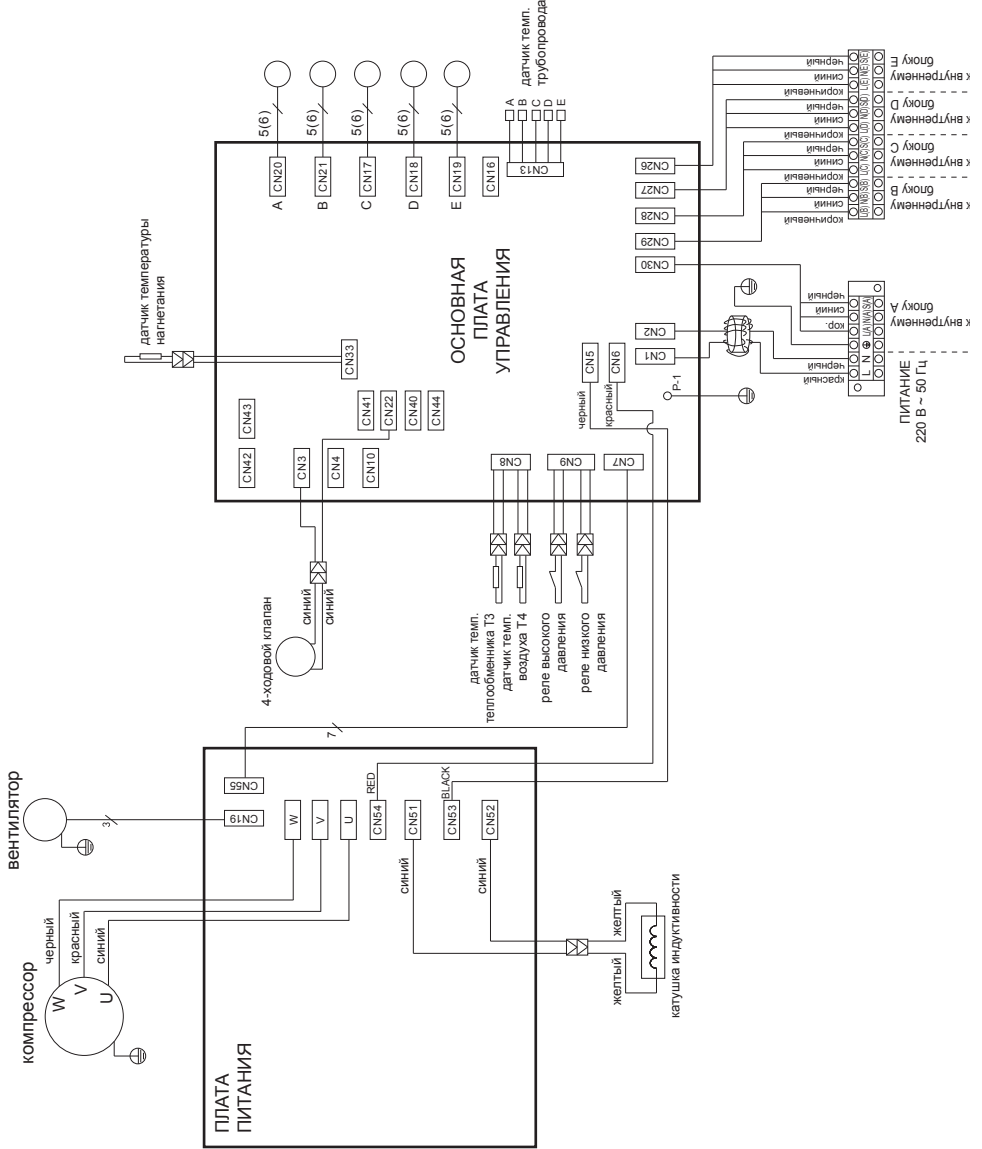 вентилятор
компрессор
W
V
U
черный
красный
синий
3
ПЛАТА
ПИТАНИЯ
CN19
CN55
W
V
U
CN54
RED
CN51
CN53
BLACK
CN52
синий
синий
7
желтый
желтый
катушка индуктивности
4-ходовой клапан
синий
синий
датчик темп.
теплообменника Т3
датчик темп.
воздуха Т4
реле высокого
давления
реле низкого
давления
датчик температуры
нагнетания
ОСНОВНАЯ
ПЛАТА
УПРАВЛЕНИЯ
CN42
CN43
CN3
CN4
CN10
CN41
CN22
CN40
CN44
CN33
CN8
CN9
CN7
CN5
CN6
черный
красный
P-1
CN1
CN2
CN30
CN29
CN28
CN27
CN26
CN20
A
5(6)
CN21
B
5(6)
CN17
C
5(6)
CN18
D
5(6)
CN19
E
5(6)
CN16
CN13
A
B
C
D
E
датчик темп.
трубопровода
красный
черный
кор.
синий
черный
L N L(A) N(A) S(A)
ПИТАНИЕ
220 В ~ 50 Гц
к внутреннему
блоку A
коричневый
синий
черный
коричневый
синий
черный
коричневый
синий
черный
коричневый
синий
черный
L(B) N(B) S(B) L(C) N(C) S(C) L(D) N(D) S(D) L(E) N(E) S(E)
к внутреннему
блоку B
к внутреннему
блоку C
к внутреннему
блоку D
к внутреннему
блоку E